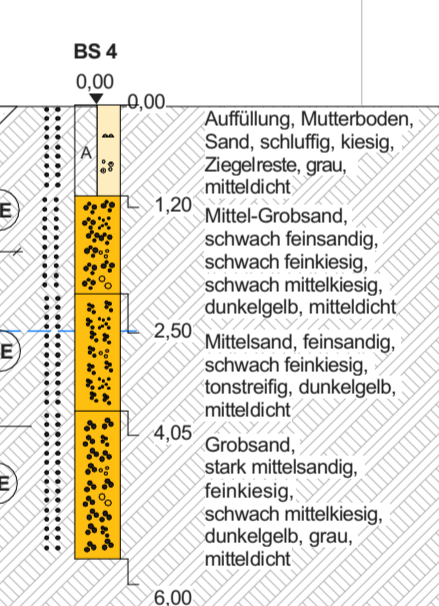 BS 4
0,00
0,00
Auffüllung, Mutterboden,
Sand, schluffig, kiesig,
Ziegelreste, grau,
mitteldicht
A
1,20
E
Mittel-Grobsand,
schwach feinsandig,
schwach feinkiesig,
schwach mittelkiesig,
dunkelgelb, mitteldicht
2,50
E
Mittelsand, feinsandig,
schwach feinkiesig,
tonstreifig, dunkelgelb,
mitteldicht
4,05
Grobsand,
stark mittelsandig,
feinkiesig,
E
schwach mittelkiesig,
dunkelgelb, grau,
mitteldicht
6,00